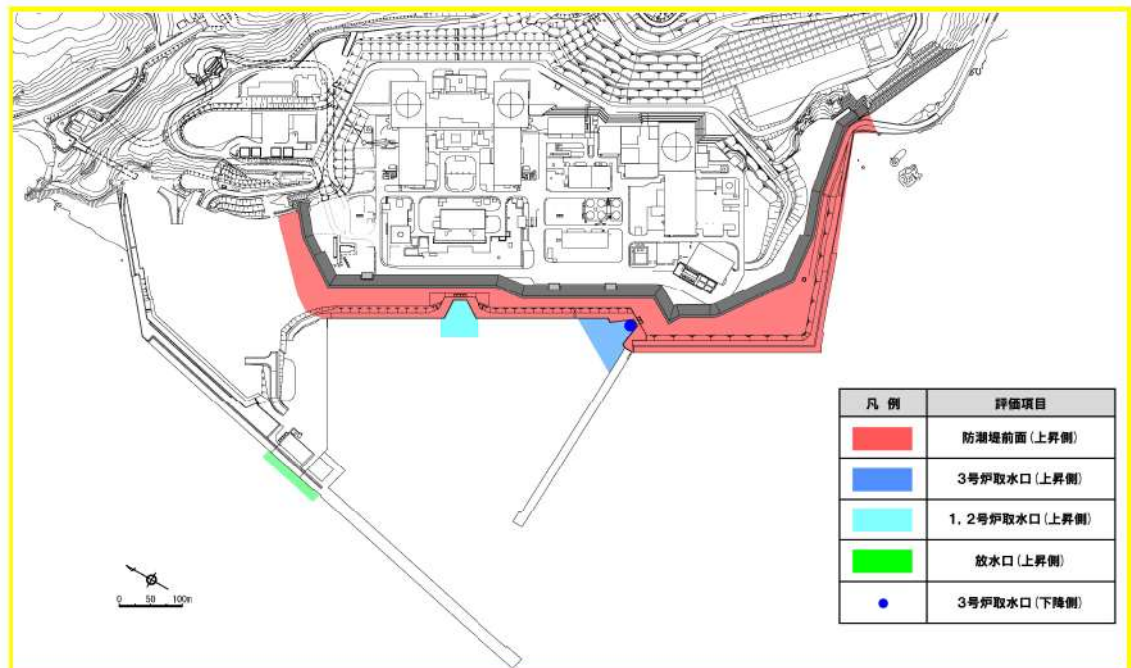 凡 例 評価項目
防潮堤前面(上昇側)
3号炉取水口(上昇側)
1,2号炉取水口(上昇側)
放水口(上昇側)
3号炉取水口(下降側)
0 50 100m